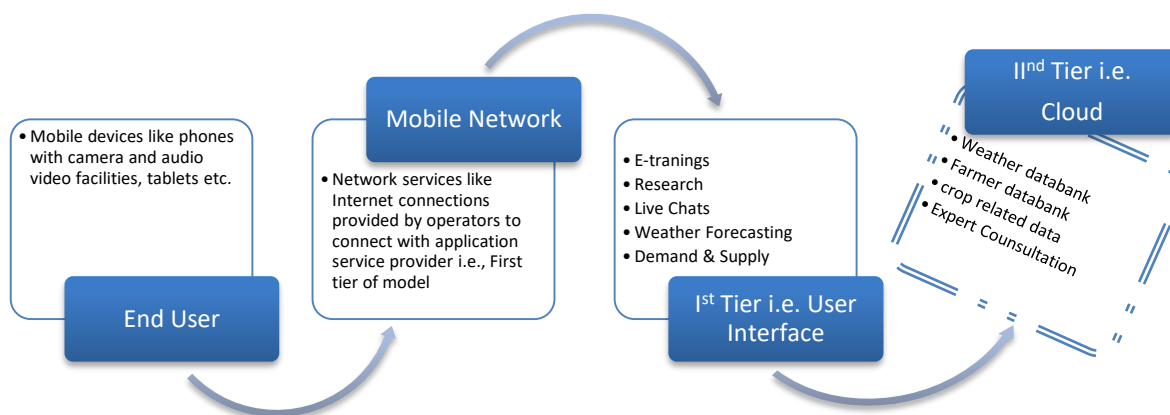 • Mobile devices like phones
with camera and audio
video facilities, tablets etc.
End User
Mobile Network
• Network services like
Internet connections
provided by operators to
connect with application
service provider i.e., First
tier of model
• E-tranings
• Research
• Live Chats
• Weather Forecasting
• Demand & Supply
Ist Tier i.e. User
Interface
IInd Tier i.e.
Cloud
• Weather databank
• Farmer databank
• crop related data
• Expert Counsultation